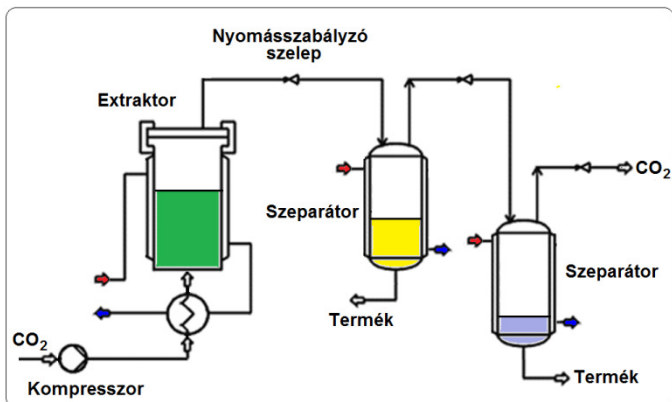 Nyomásszabályzó
szelep
Extraktor
CO₂
Szeparátor
Szeparátor
Termék
CO₂
Termék
Kompresszor